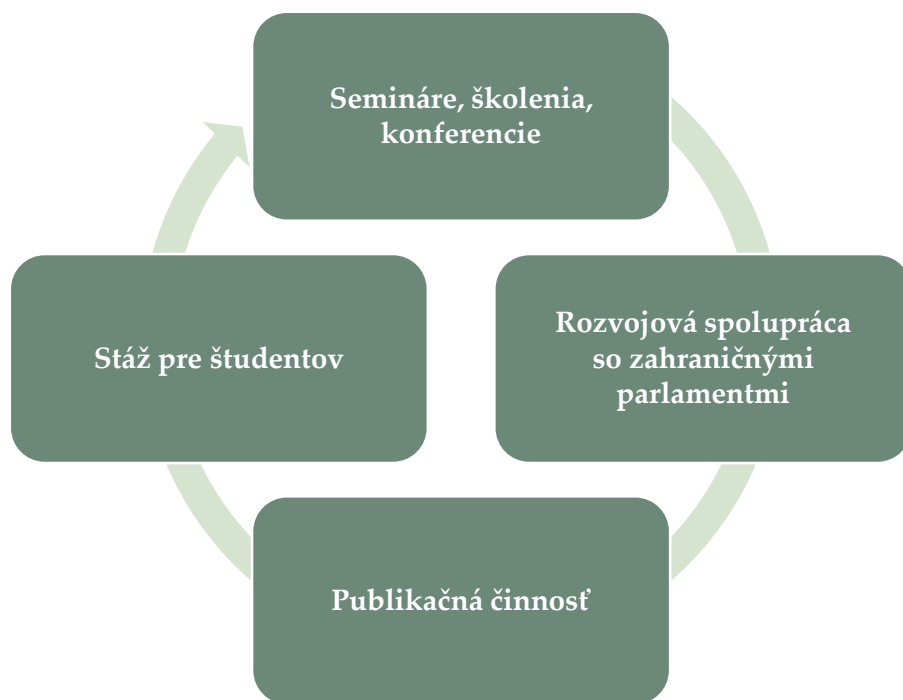 Semináre, školenia,
konferencie
Rozvojová spolupráca
so zahraničnými
parlamentmi
Publikačná činnosť
Stáž pre študentov